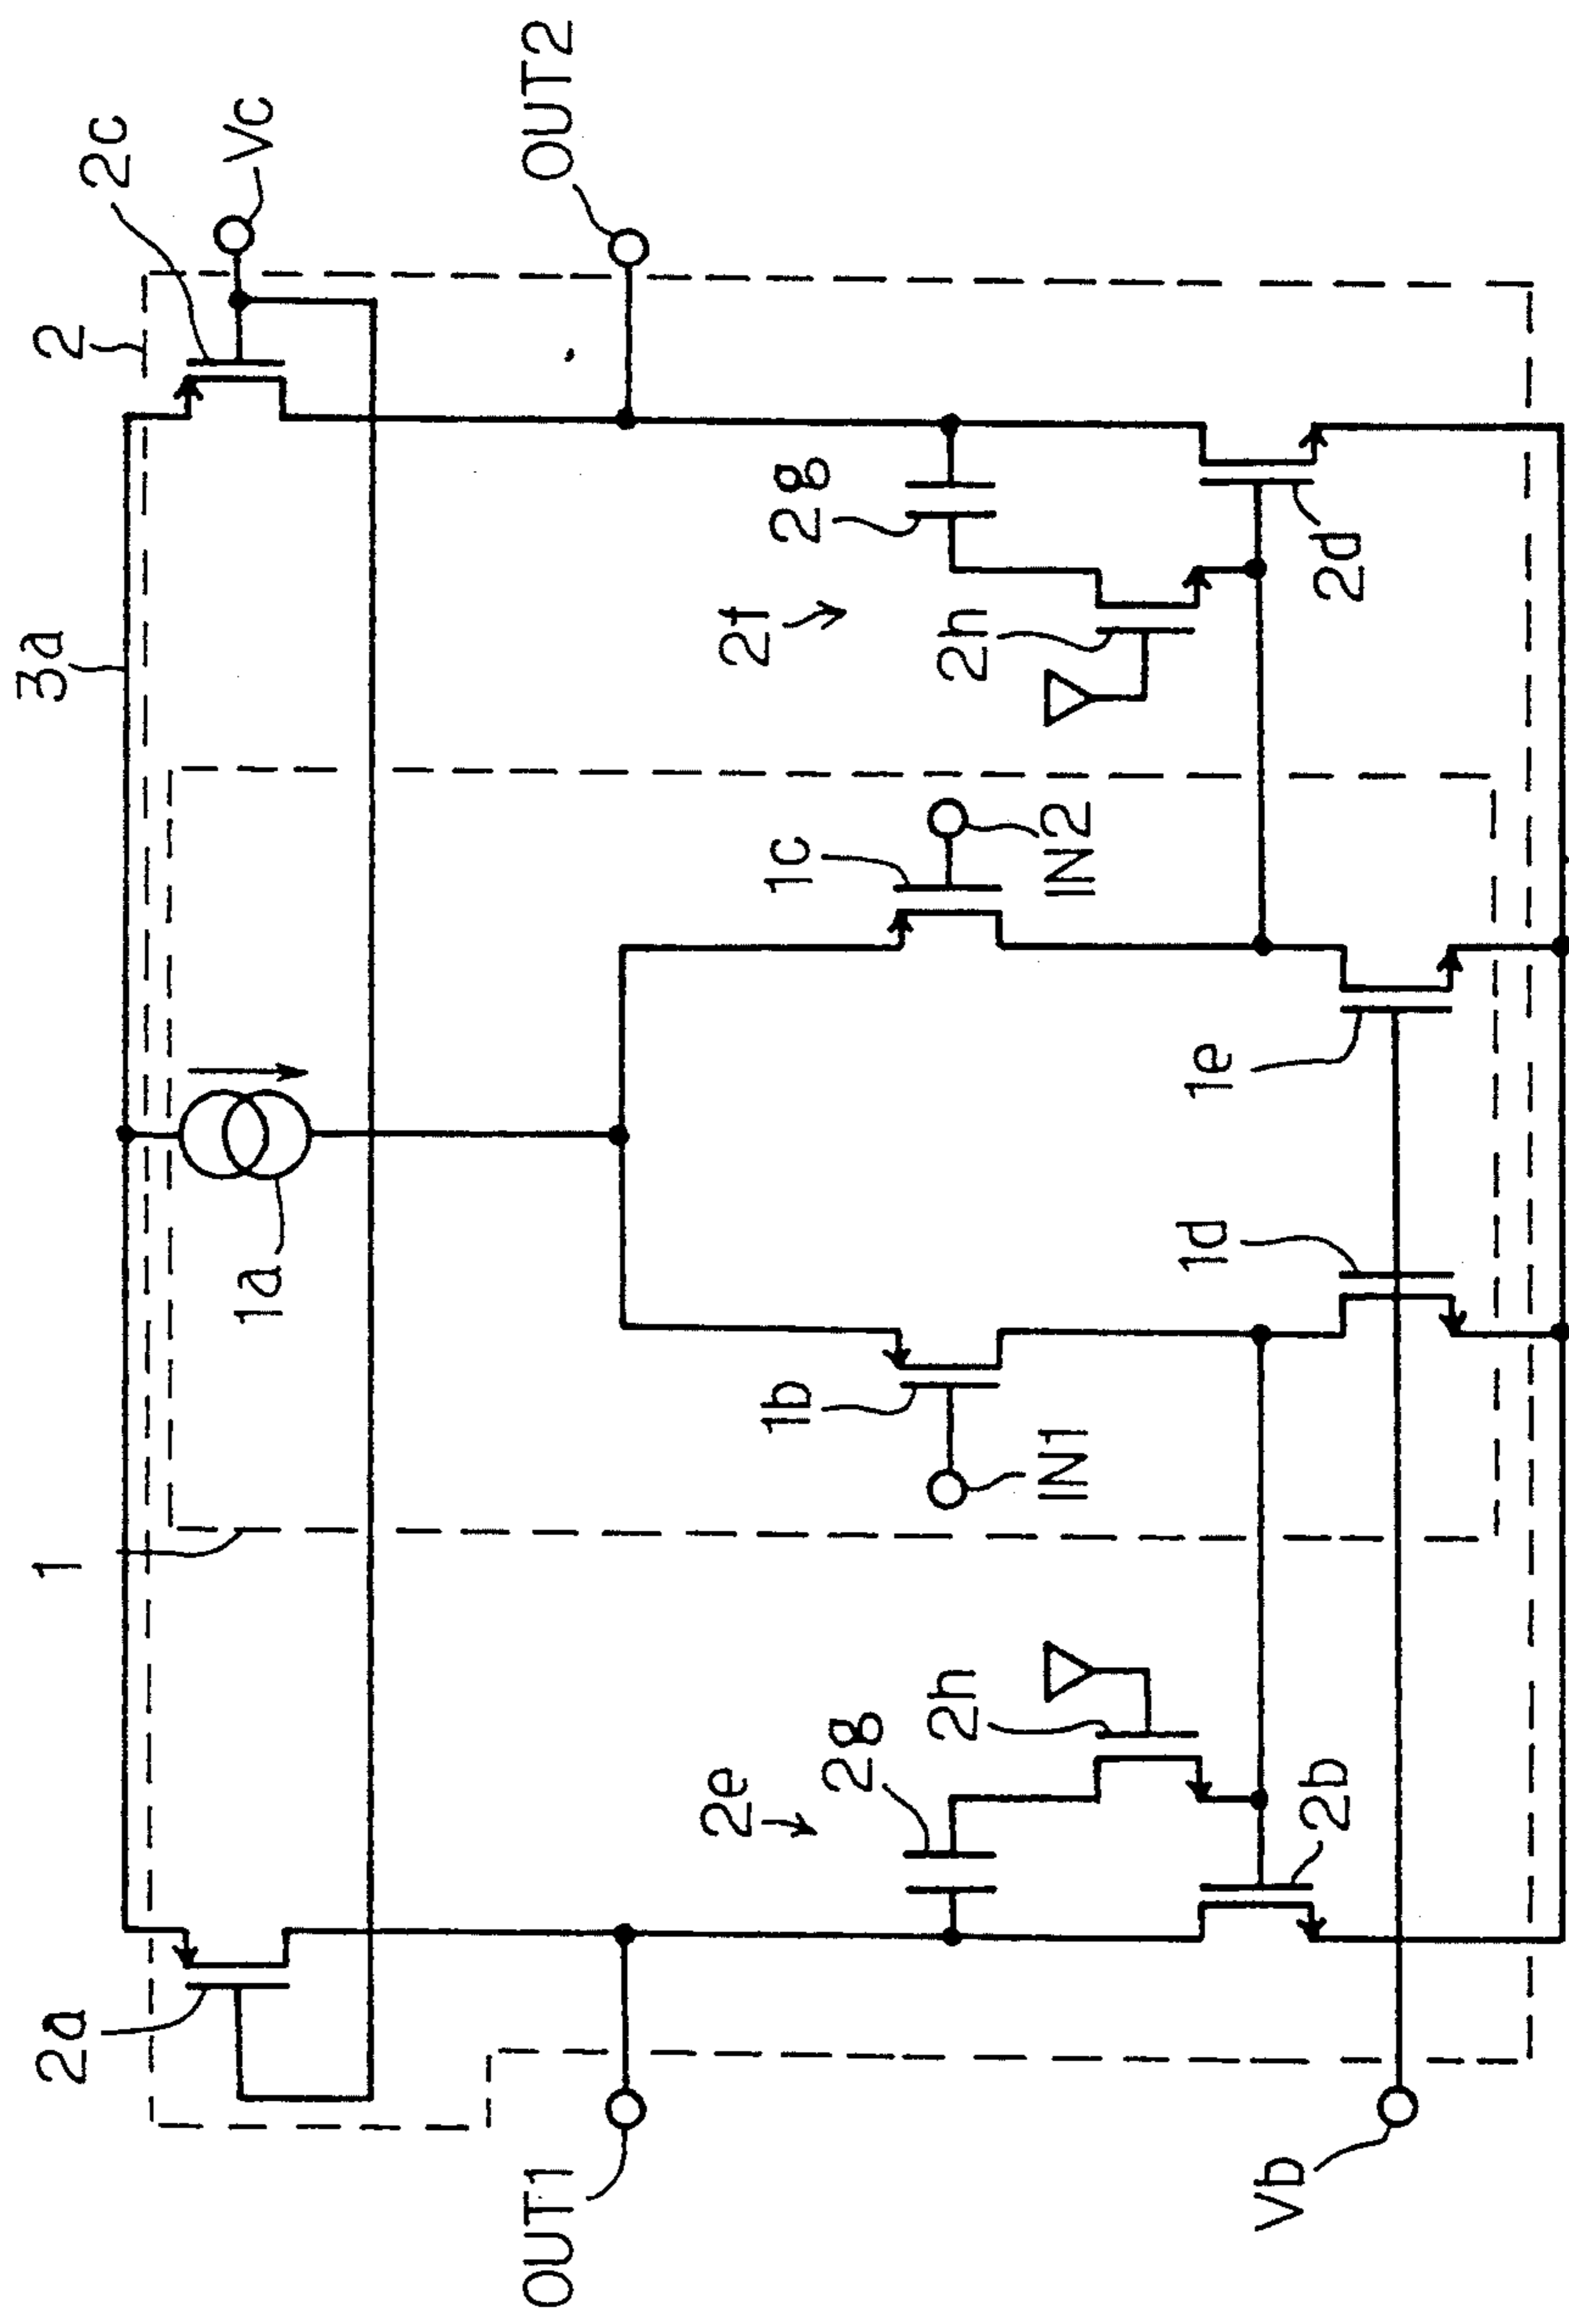 2a
1
3a
2
2c
1a
Vc
OUT1
OUT2
2e
2g
1b
1c
2f
2g
2h
2h
IN1
IN2
Vb
2b
1d
1e
2d